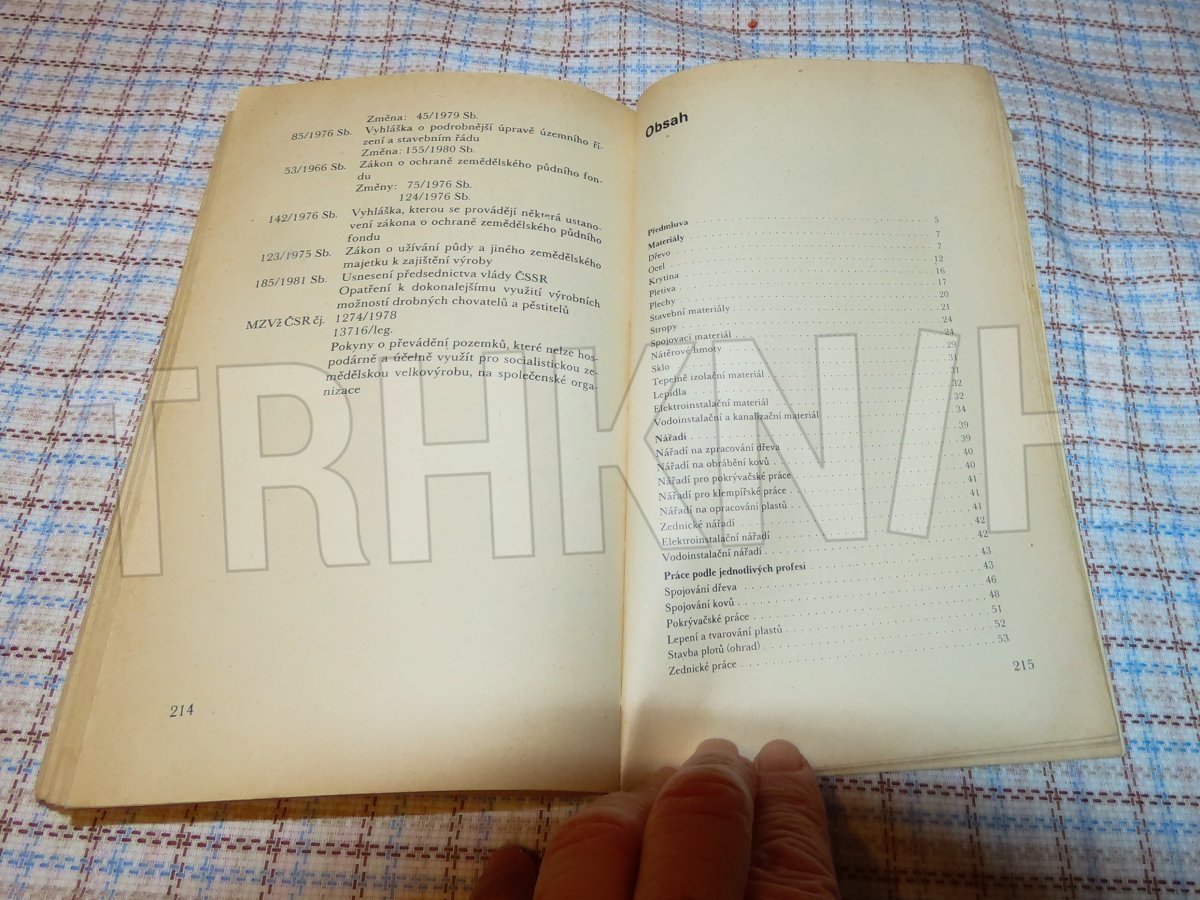 Změna: 45/1979 Sb.
85/1976 Sb. Vyhláška o podrobnější úpravě územního ří-
zení a stavebním řádu
Změna: 155/1980 Sb.
53/1966 Sb. Zákon o ochraně zemědělského půdního fon-
du
Změny: 75/1976 Sb.
124/1976 Sb.
142/1976 Sb. Vyhláška, kterou se provádějí některá ustano-
vení zákona o ochraně zemědělského půdního
fondu
123/1975 Sb. Zákon o užívání půdy a jiného zemědělského
majetku k zajištění výroby
185/1981 Sb. Usnesení předsednictva vlády ČSSR
Opatření k dokonalejšímu využití výrobních
možností drobných chovatelů a pěstitelů
MZVž ČSR čj. 1274/1978
13716/leg.
Pokyny o převádění pozemků, které nelze hos-
podárně a účelně využít pro socialistickou ze-
mědělskou velkovýrobu, na společenské orga-
nizace
214
Obsah
Předmluva 5
Materiály 7
Dřevo 7
Ocel 12
Krytina 16
Pletiva 17
Plechy 20
Stavební materiály 21
Stropy 24
Spojovací materiál 24
Nátěrové hmoty 29
Sklo 31
Tepelně izolační materiál 31
Lepidla 32
Elektroinstalační materiál 32
Vodoinstalační a kanalizační materiál 34
Nářadí 39
Nářadí na zpracování dřeva 39
Nářadí na obrábění kovů 40
Nářadí pro pokrývačské práce 40
Nářadí pro klempířské práce 41
Nářadí na opracování plastů 41
Zednické nářadí 41
Elektroinstalační nářadí 42
Vodoinstalační nářadí 42
Práce podle jednotlivých profesí 43
Spojování dřeva 43
Spojování kovů 46
Pokrývačské práce 48
Lepení a tvarování plastů 51
Stavba plotů (ohrad) 52
Zednické práce 53
215
TRHKNIH